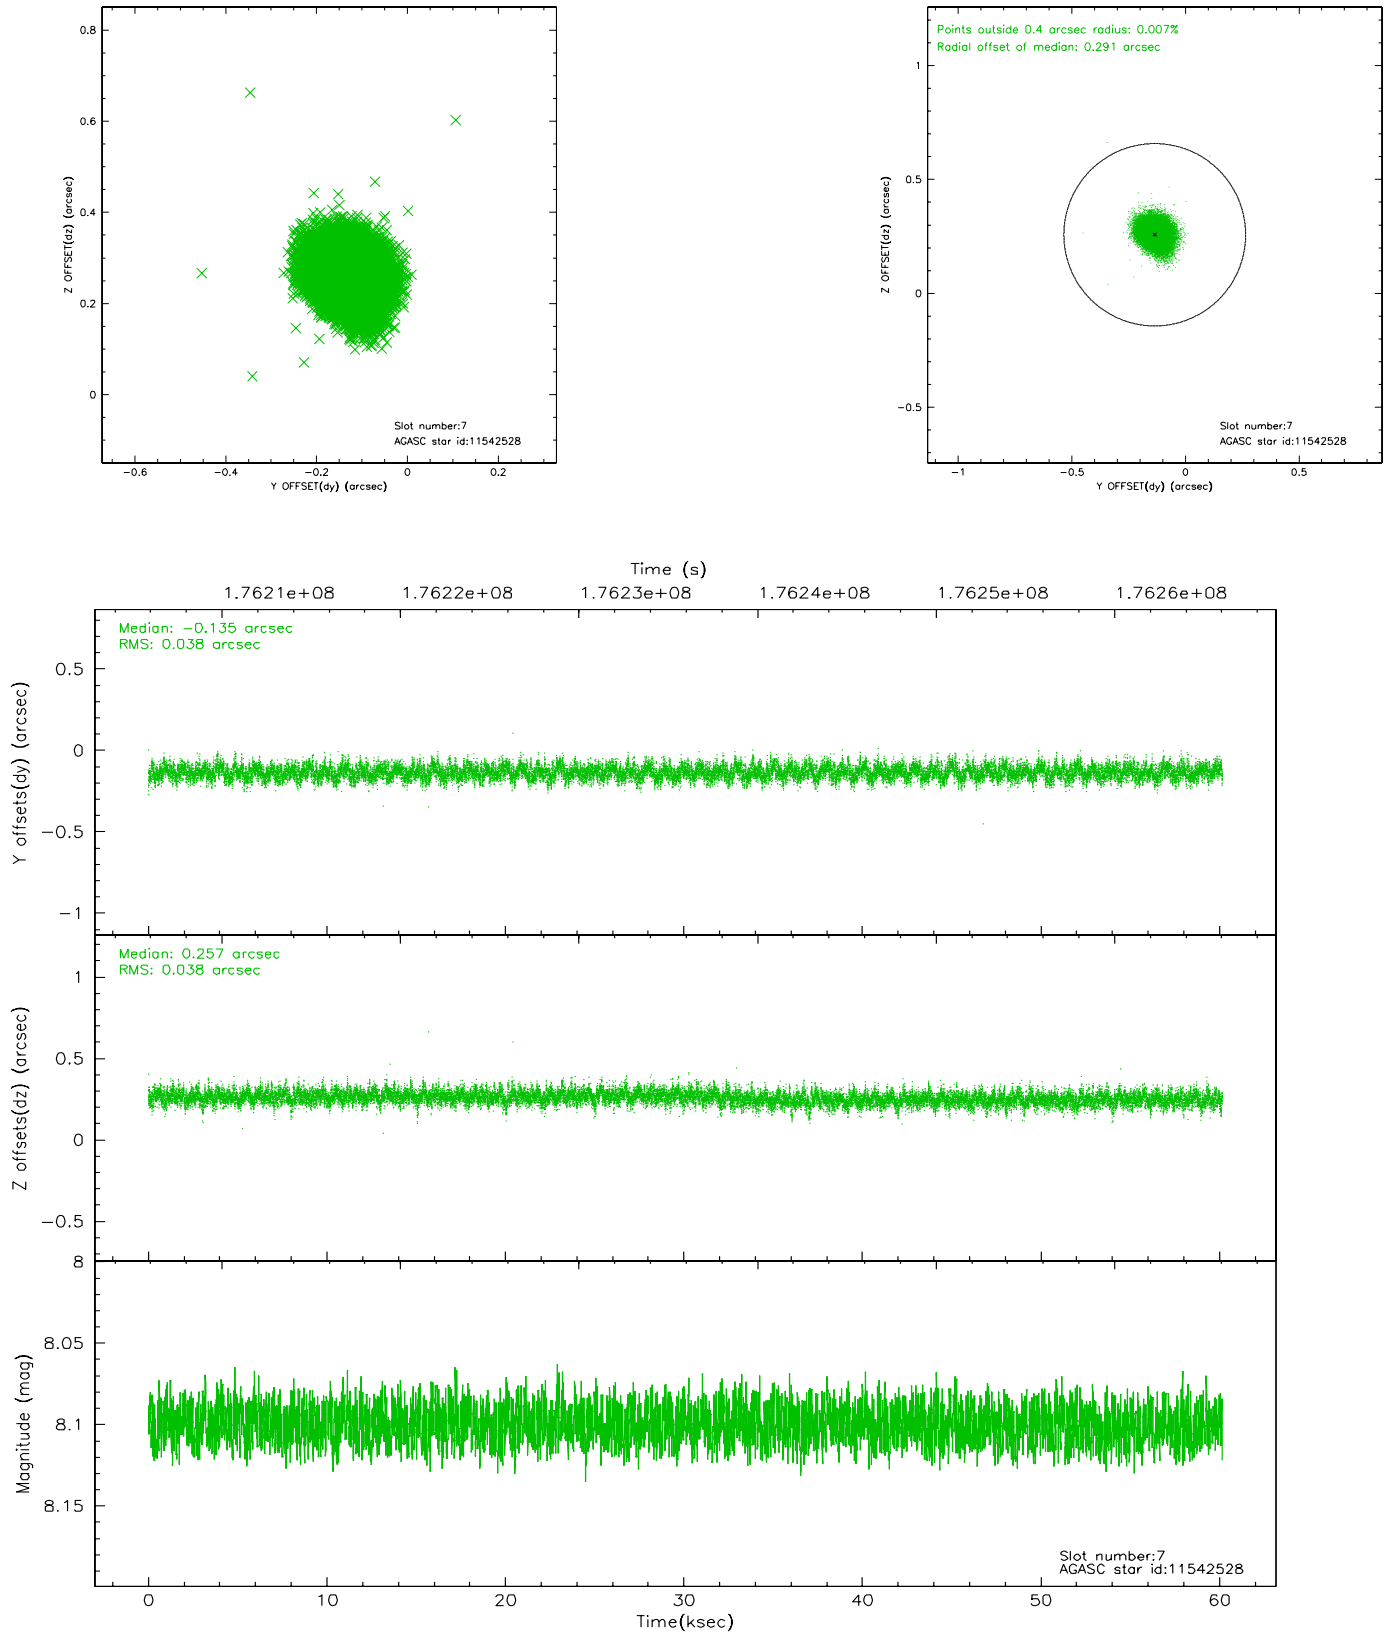 0.8
0.6
0.4
0.2
0
Z OFFSET(dz) (arcsec)
Slot number:7
AGASC star id:11542528
−0.6 −0.4 −0.2 0 0.2
Y OFFSET(dy) (arcsec)
Points outside 0.4 arcsec radius: 0.007%
Radial offset of median: 0.291 arcsec
1
0.5
0
−0.5
Z OFFSET(dz) (arcsec)
Slot number:7
AGASC star id:11542528
−1 −0.5 0 0.5
Y OFFSET(dy) (arcsec)
Time (s)
1.7621e+08 1.7622e+08 1.7623e+08 1.7624e+08 1.7625e+08 1.7626e+08
Median: −0.135 arcsec
RMS: 0.038 arcsec
0.5
0
−0.5
−1
Y offsets(dy) (arcsec)
Median: 0.257 arcsec
RMS: 0.038 arcsec
1
0.5
0
−0.5
Z offsets(dz) (arcsec)
8
8.05
8.1
8.15
Magnitude (mag)
Slot number:7
AGASC star id:11542528
0 10 20 30 40 50 60
Time(ksec)